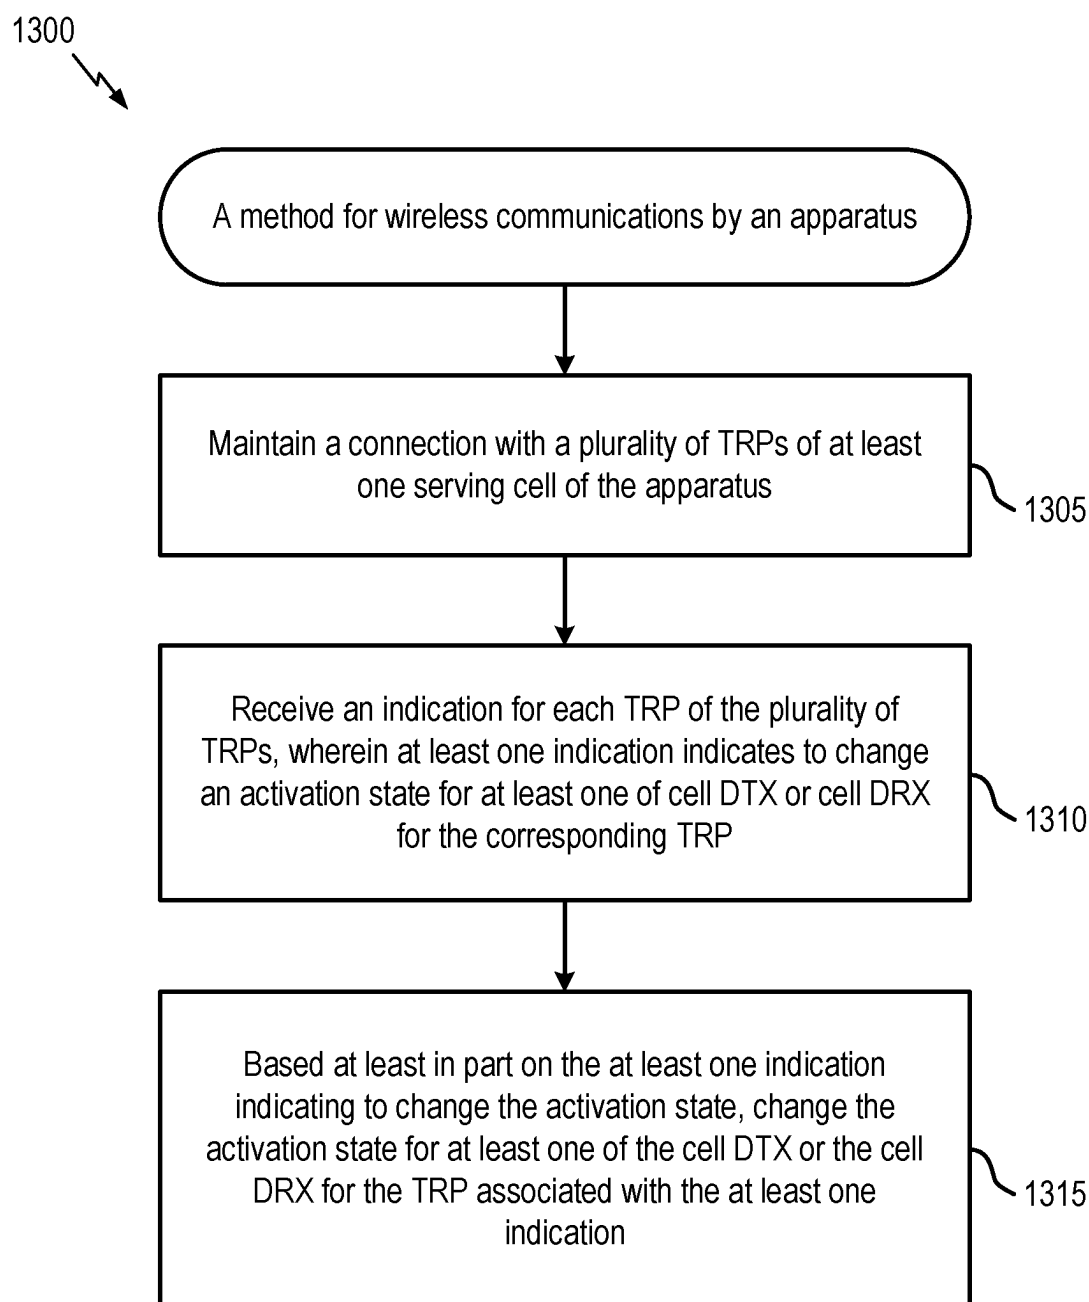 1300
A method for wireless communications by an apparatus
Maintain a connection with a plurality of TRPs of at least
one serving cell of the apparatus
1305
Receive an indication for each TRP of the plurality of
TRPs, wherein at least one indication indicates to change
an activation state for at least one of cell DTX or cell DRX
for the corresponding TRP
1310
Based at least in part on the at least one indication
indicating to change the activation state, change the
activation state for at least one of the cell DTX or the cell
DRX for the TRP associated with the at least one
indication
1315